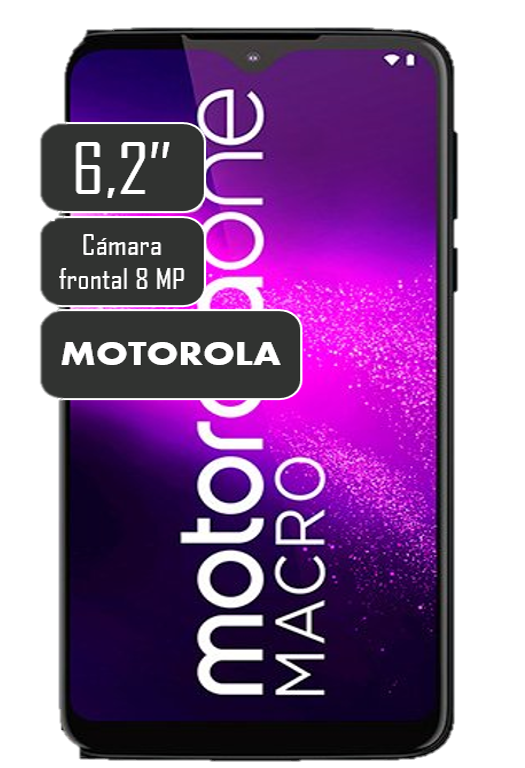 6,2”
Cámara
frontal 8 MP
MOTOROLA
motorola one
MACRO